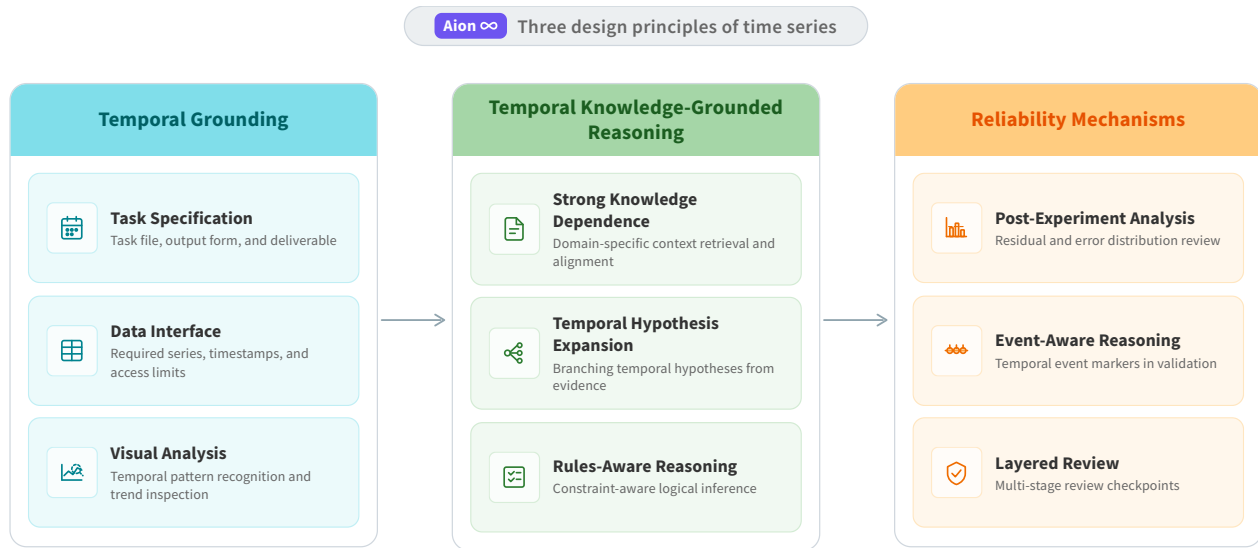 Aion ∞ Three design principles of time series
Temporal Grounding
Task Specification
Task file, output form, and deliverable
Data Interface
Required series, timestamps, and
access limits
Visual Analysis
Temporal pattern recognition and
trend inspection
Temporal Knowledge-Grounded
Reasoning
Strong Knowledge
Dependence
Domain-specific context retrieval and
alignment
Temporal Hypothesis
Expansion
Branching temporal hypotheses from
evidence
Rules-Aware Reasoning
Constraint-aware logical inference
Reliability Mechanisms
Post-Experiment Analysis
Residual and error distribution review
Event-Aware Reasoning
Temporal event markers in validation
Layered Review
Multi-stage review checkpoints